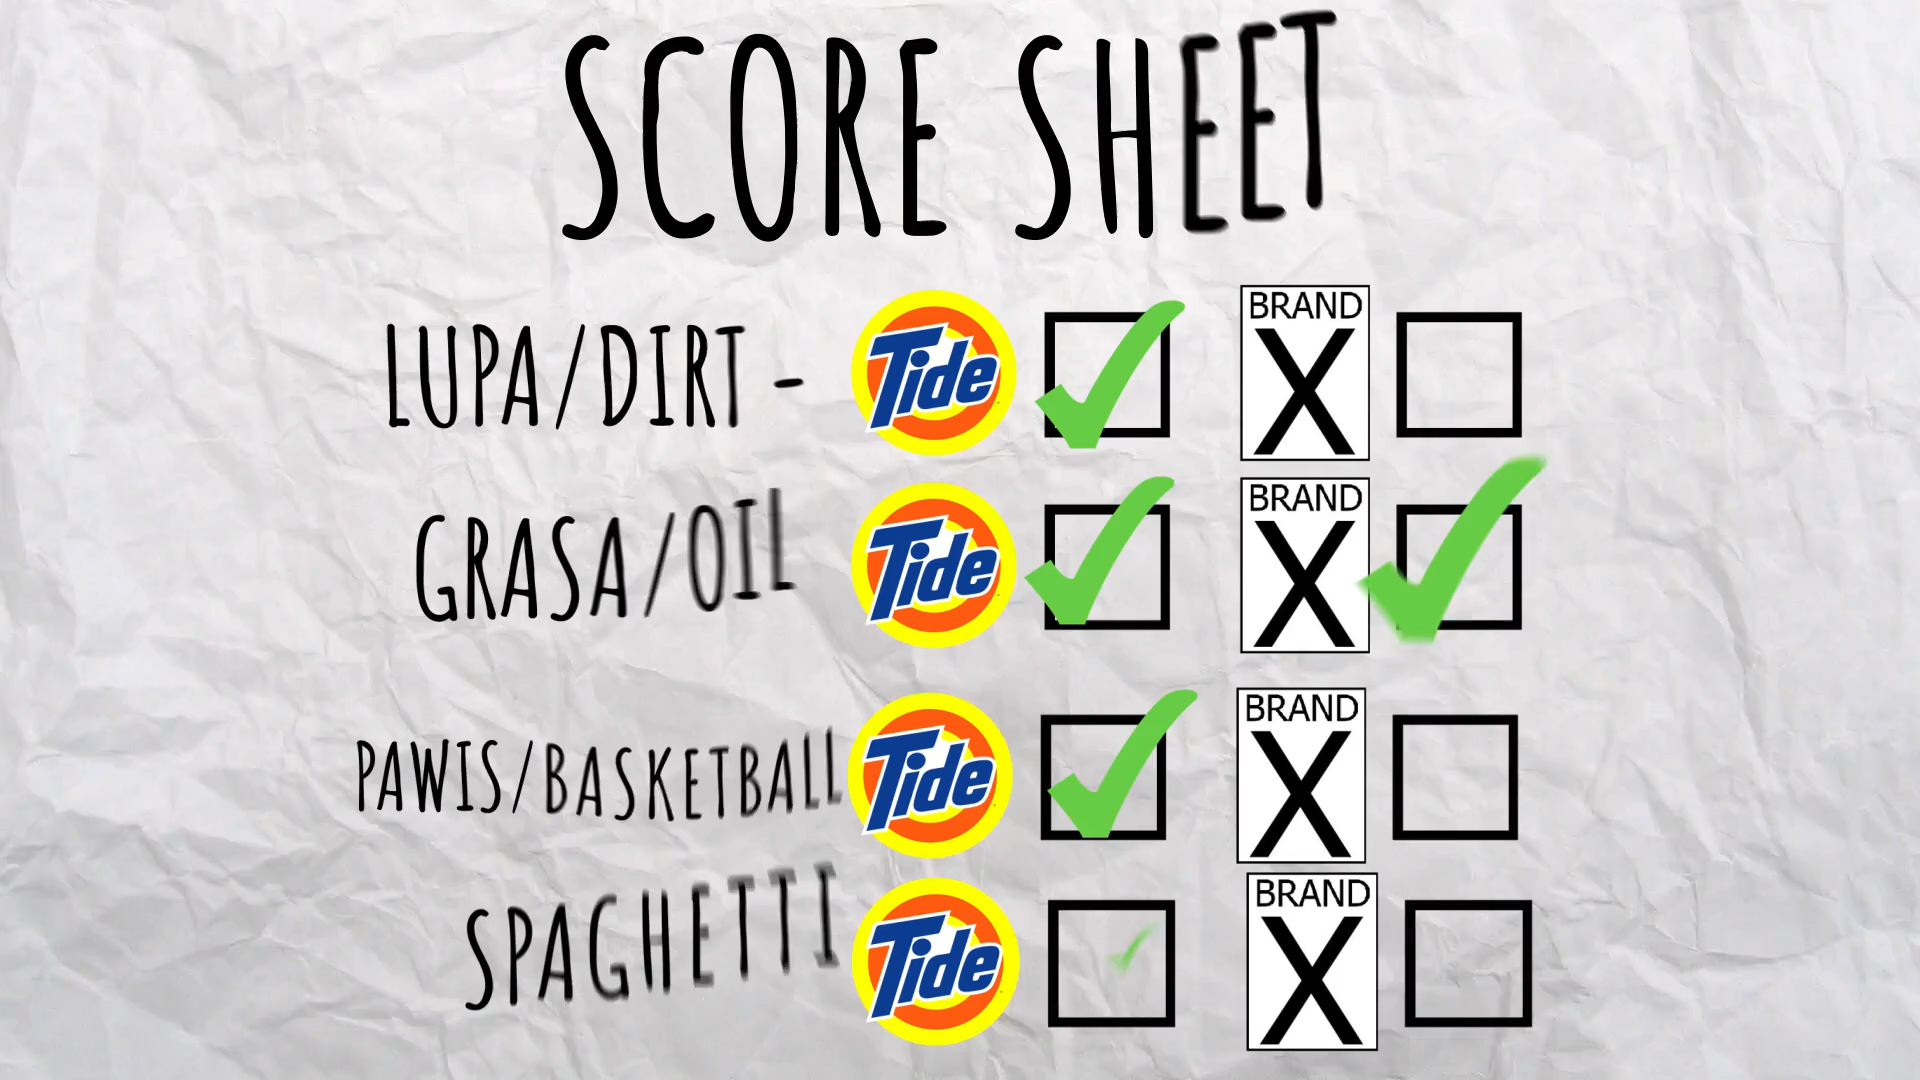 SCORE SHEET
LUPA/DIRT - Tide BRAND X
GRASA/OIL Tide BRAND X
PAWIS/BASKETBALL Tide BRAND X
SPAGHETTI Tide BRAND X